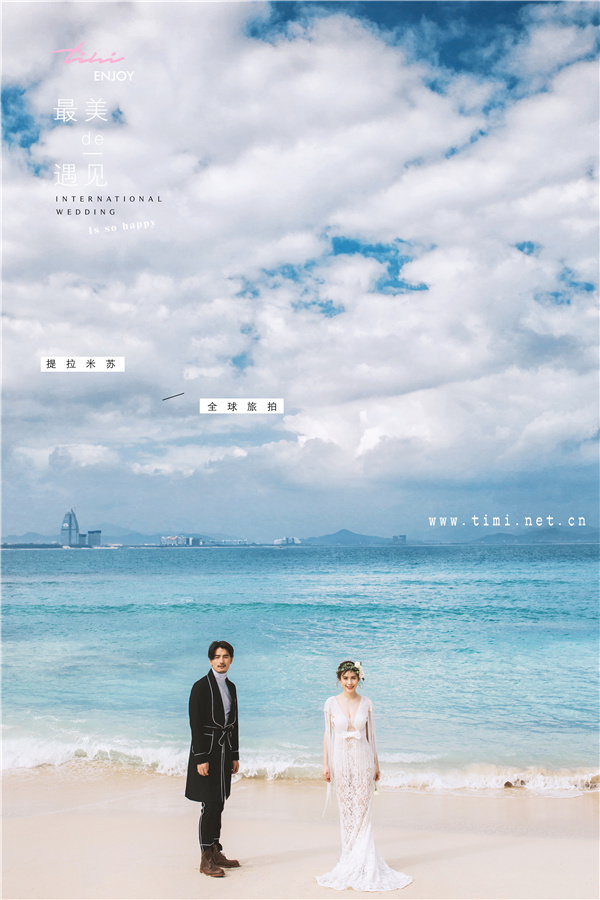 timi
ENJOY
最美
de
遇见
INTERNATIONAL
WEDDING
Is so happy
提拉米苏
全球旅拍
www.timi.net.cn